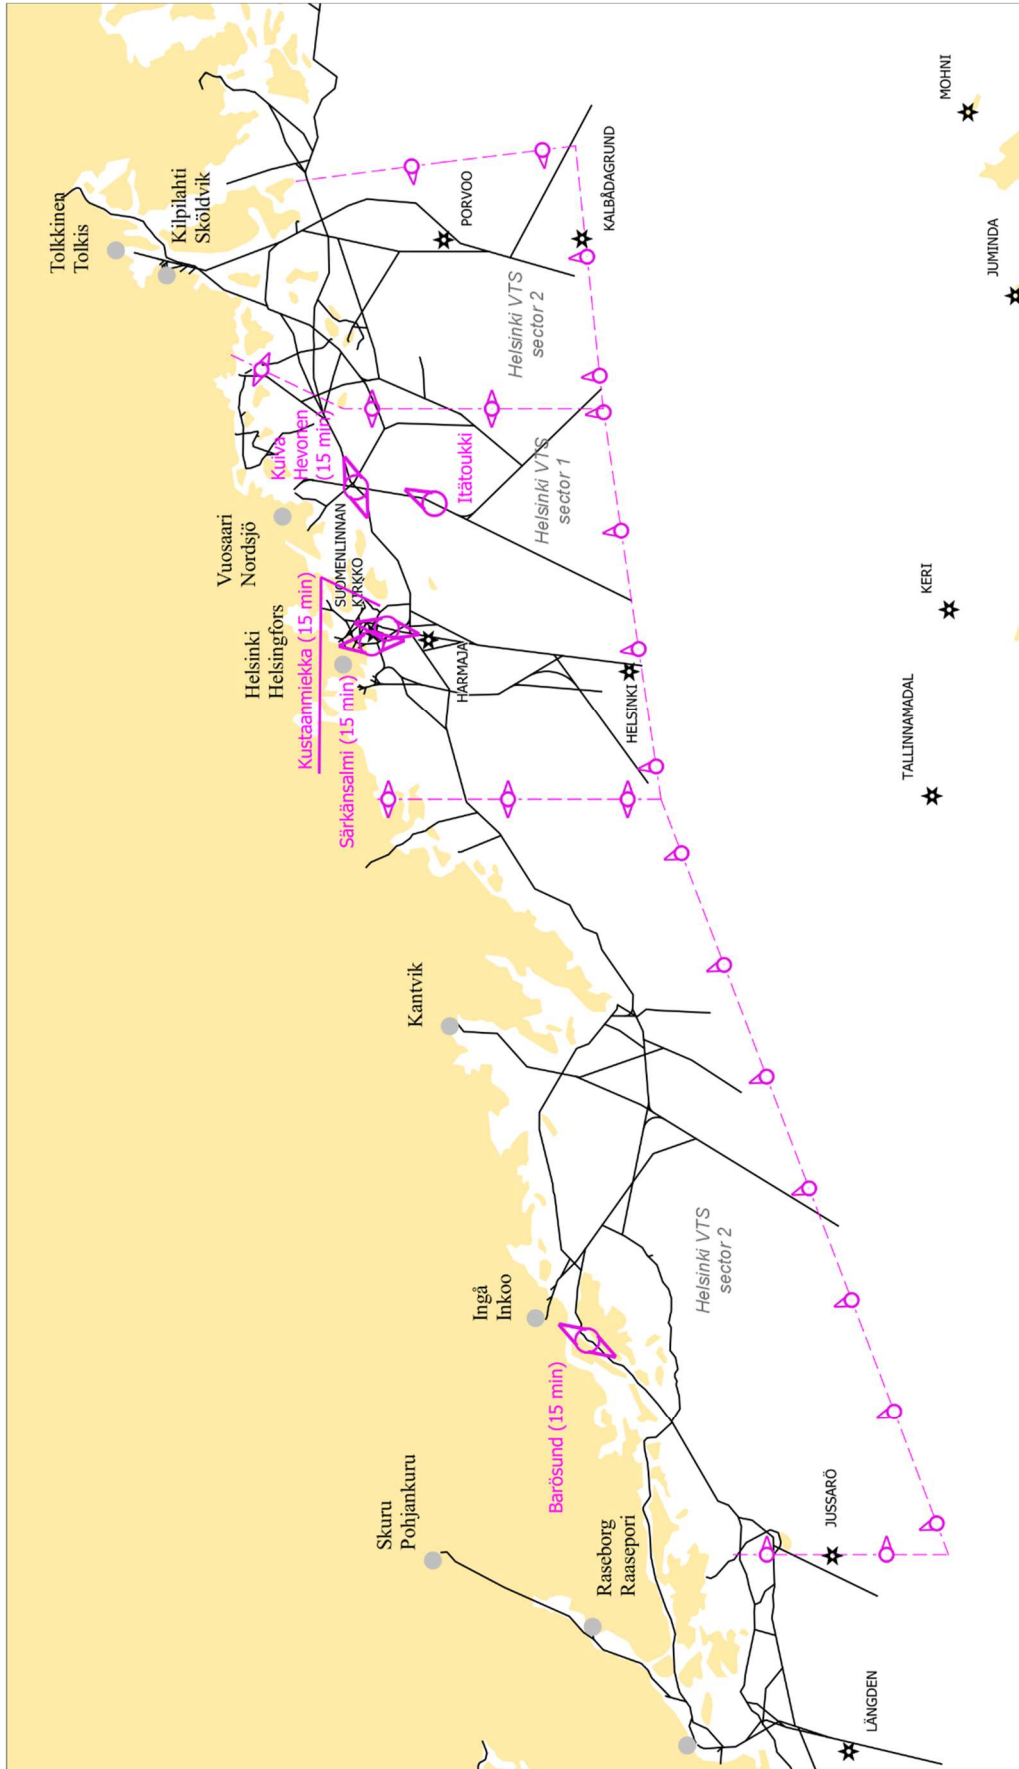 Tolkkinen
Tolkis
Kilpilahti
Sköldvik
Vuosaari
Nordsjö
Helsinki
Helsingfors
Kuiva
Hevonen
(15 min)
Kustaanmiekka (15 min)
SUOMENLINNAN
KIRKKO
Särkänsalmi (15 min)
Skuru
Pohjankuru
Kantvik
Itätoukki
PORVOO
HARMAJA
Ingå
Inkoo
Helsinki VTS
sector 2
Helsinki VTS
sector 1
Barösund (15 min)
Raseborg
Raasepori
KALBÅDAGRUND
HELSINKI
Helsinki VTS
sector 2
JUSSARÖ
LÄNGDEN
TALLINNAMADAL
KERI
MOHNI
JUMINDA